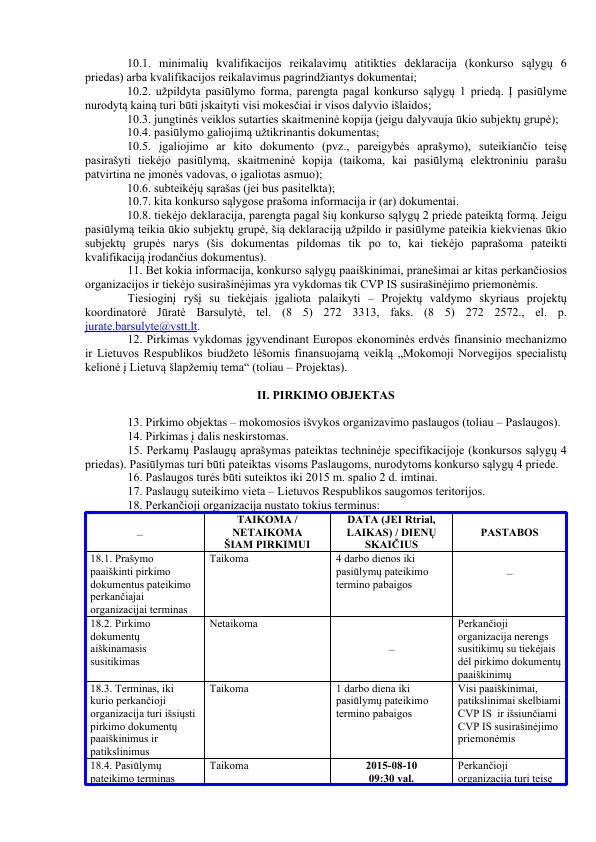 10.1. minimalių kvalifikacijos reikalavimų atitikties deklaracija (konkurso sąlygų 6
priedas) arba kvalifikacijos reikalavimus pagrindžiantys dokumentai;
10.2. užpildyta pasiūlymo forma, parengta pagal konkurso sąlygų 1 priedą. Į pasiūlyme
nurodytą kainą turi būti įskaityti visi mokesčiai ir visos dalyvio išlaidos;
10.3. jungtinės veiklos sutarties skaitmeninė kopija (jeigu dalyvauja ūkio subjektų grupė);
10.4. pasiūlymo galiojimą užtikrinantis dokumentas;
10.5. įgaliojimo ar kito dokumento (pvz., pareigybės aprašymo), suteikiančio teisę
pasirašyti tiekėjo pasiūlymą, skaitmeninė kopija (taikoma, kai pasiūlymą elektroniniu parašu
patvirtina ne įmonės vadovas, o įgaliotas asmuo);
10.6. subteikėjų sąrašas (jei bus pasitelkta);
10.7. kita konkurso sąlygose prašoma informacija ir (ar) dokumentai.
10.8. tiekėjo deklaracija, parengta pagal šių konkurso sąlygų 2 priede pateiktą formą. Jeigu
pasiūlymą teikia ūkio subjektų grupė, šią deklaraciją užpildo ir pasiūlyme pateikia kiekvienas ūkio
subjektų grupės narys (šis dokumentas pildomas tik po to, kai tiekėjo paprašoma pateikti
kvalifikaciją įrodančius dokumentus).
11. Bet kokia informacija, konkurso sąlygų paaiškinimai, pranešimai ar kitas perkančiosios
organizacijos ir tiekėjo susirašinėjimas yra vykdomas tik CVP IS susirašinėjimo priemonėmis.
Tiesioginį ryšį su tiekėjais įgaliota palaikyti – Projektų valdymo skyriaus projektų
koordinatorė Jūratė Barsulytė, tel. (8 5) 272 3313, faks. (8 5) 272 2572., el. p.
jurate.barsulyte@vstt.lt.
12. Pirkimas vykdomas įgyvendinant Europos ekonominės erdvės finansinio mechanizmo
ir Lietuvos Respublikos biudžeto lėšomis finansuojamą veiklą „Mokomoji Norvegijos specialistų
kelionė į Lietuvą šlapžemių tema“ (toliau – Projektas).
II. PIRKIMO OBJEKTAS
13. Pirkimo objektas – mokomosios išvykos organizavimo paslaugos (toliau – Paslaugos).
14. Pirkimas į dalis neskirstomas.
15. Perkamų Paslaugų aprašymas pateiktas techninėje specifikacijoje (konkursos sąlygų 4
priedas). Pasiūlymas turi būti pateiktas visoms Paslaugoms, nurodytoms konkurso sąlygų 4 priede.
16. Paslaugos turės būti suteiktos iki 2015 m. spalio 2 d. imtinai.
17. Paslaugų suteikimo vieta – Lietuvos Respublikos saugomos teritorijos.
18. Perkančioji organizacija nustato tokius terminus:
–
TAIKOMA /
NETAIKOMA
ŠIAM PIRKIMUI
DATA (JEI Rtrial,
LAIKAS) / DIENŲ
SKAIČIUS
PASTABOS
18.1. Prašymo
paaiškinti pirkimo
dokumentus pateikimo
perkančiajai
organizacijai terminas
Taikoma
4 darbo dienos iki
pasiūlymų pateikimo
termino pabaigos
–
18.2. Pirkimo
dokumentų
aiškinamasis
susitikimas
Netaikoma
–
Perkančioji
organizacija nerengs
susitikimų su tiekėjais
dėl pirkimo dokumentų
paaiškinimų
18.3. Terminas, iki
kurio perkančioji
organizacija turi išsiųsti
pirkimo dokumentų
paaiškinimus ir
patikslinimus
Taikoma
1 darbo diena iki
pasiūlymų pateikimo
termino pabaigos
Visi paaiškinimai,
patikslinimai skelbiami
CVP IS ir išsiunčiami
CVP IS susirašinėjimo
priemonėmis
18.4. Pasiūlymų
pateikimo terminas
Taikoma
2015-08-10
09:30 val.
Perkančioji
organizacija turi teisę